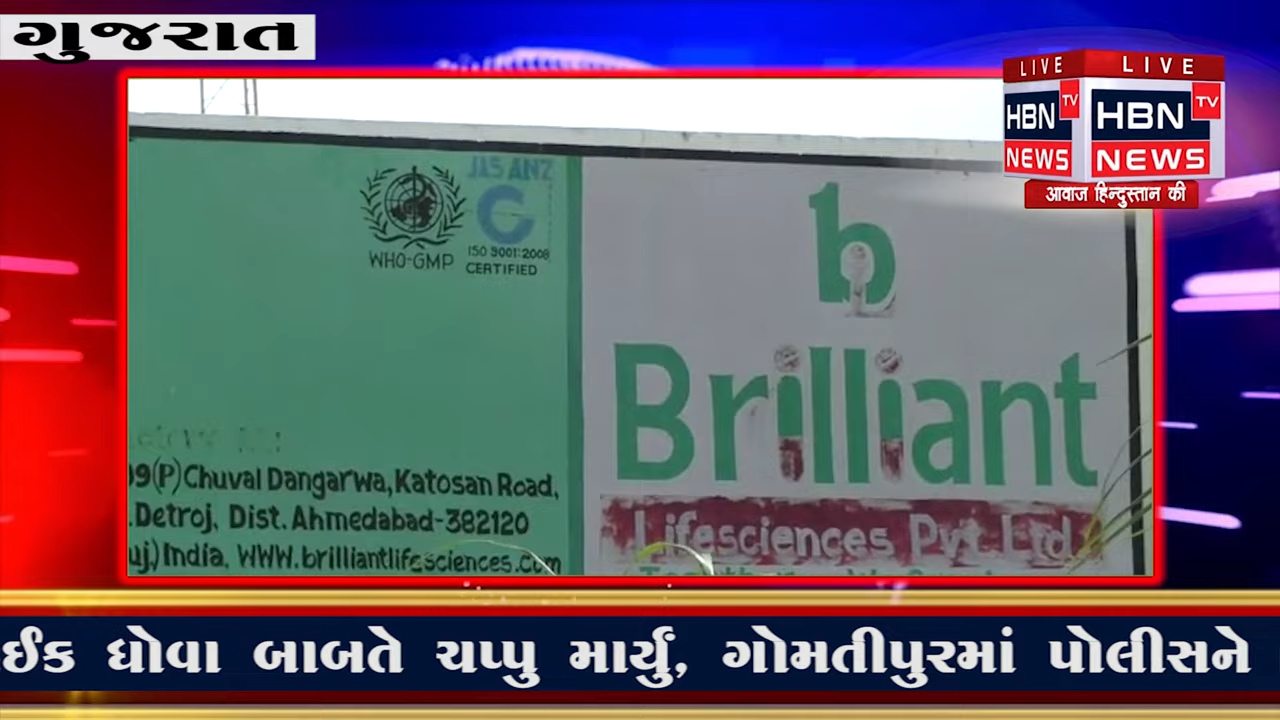 ગુજરાત
LIVE LIVE
HBN TV HBN TV
NEWS NEWS
आवाज हिन्दुस्तान की
JAS ANZ
ISO 9001:2008
WHO-GMP CERTIFIED
b
Brilliant
Lifesciences Pvt. Ltd.
09(P) Chuval Dangarwa, Katosan Road,
.Detroj, Dist. Ahmedabad-382120
uj.) India, WWW.brilliantlifesciences.Com
ઈક ધોવા બાબતે ચપ્પુ માર્યું, ગોમતીપુરમાં પોલીસને